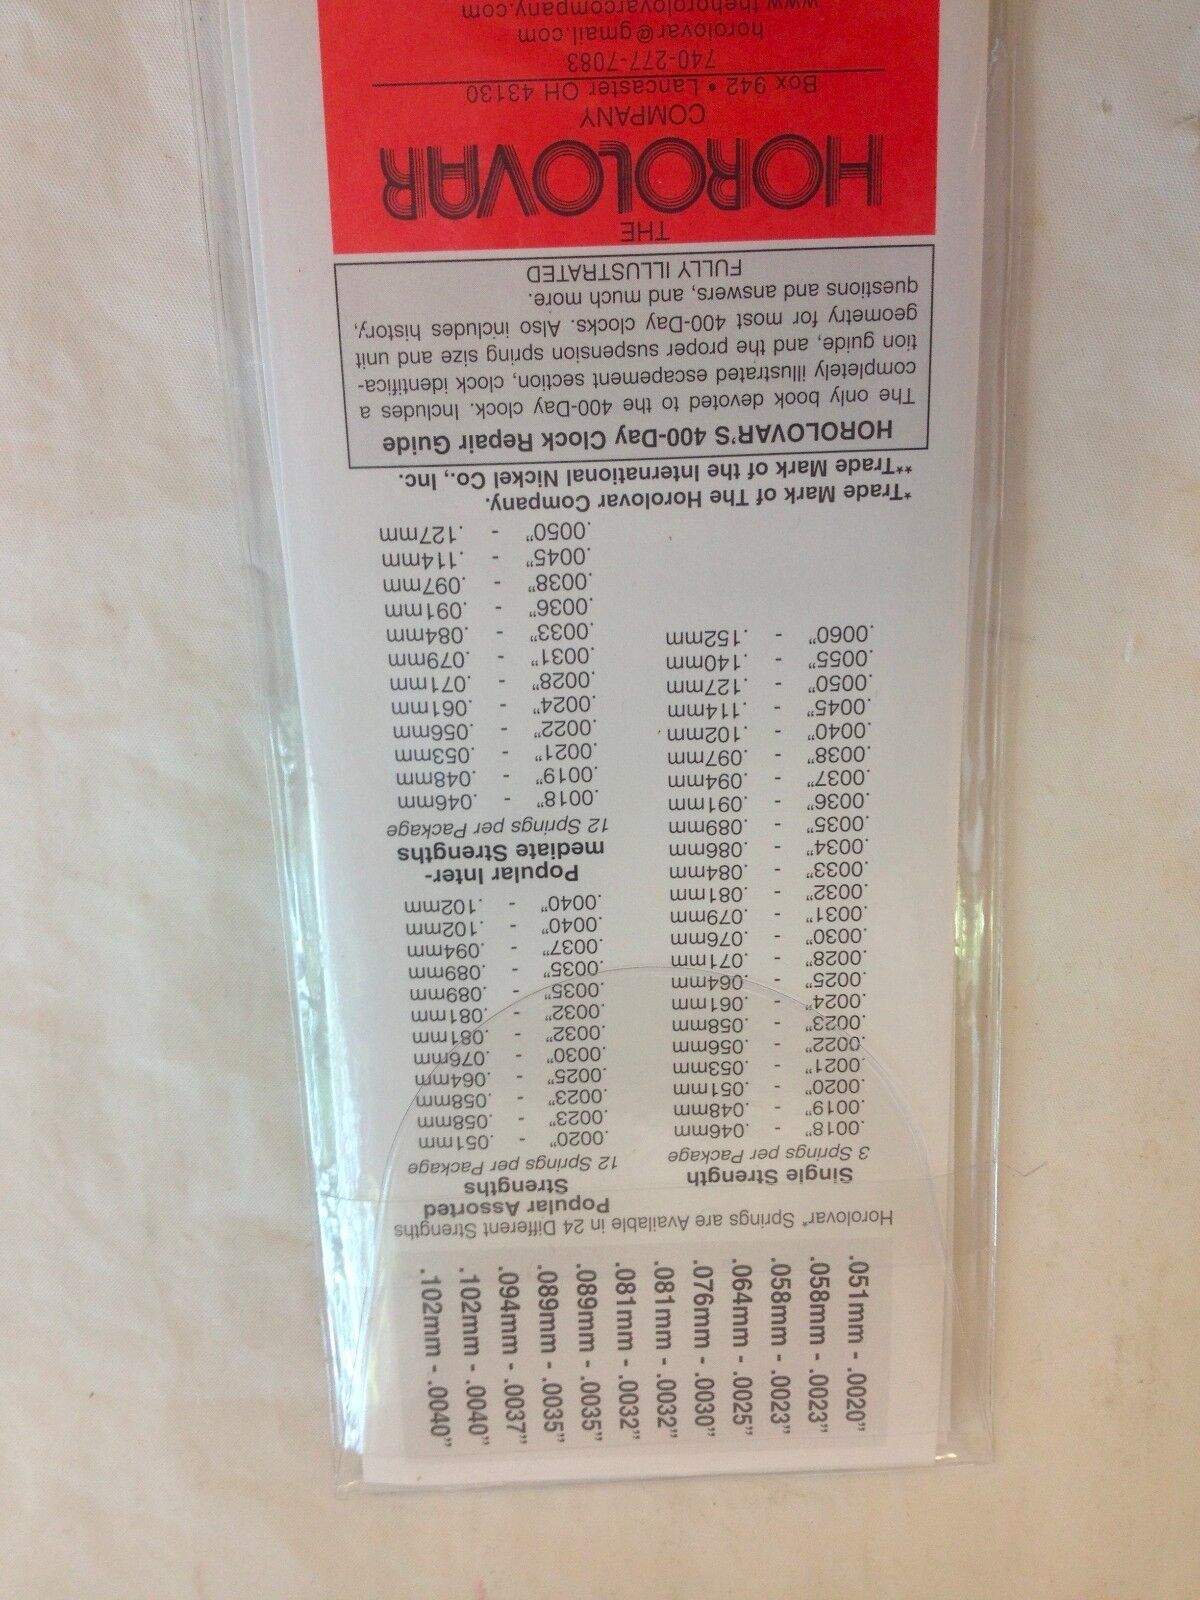 .051mm - .0020"
.058mm - .0023"
.058mm - .0023"
.064mm - .0025"
.076mm - .0030"
.081mm - .0032"
.081mm - .0032"
.089mm - .0035"
.089mm - .0035"
.094mm - .0037"
.102mm - .0040"
.102mm - .0040"
Horolovar* Springs are Available in 24 Different Strengths
Single Strength
3 Springs per Package
.0018" - .046mm
.0019" - .048mm
.0020" - .051mm
.0021" - .053mm
.0022" - .056mm
.0023" - .058mm
.0024" - .061mm
.0025" - .064mm
.0028" - .071mm
.0030" - .076mm
.0031" - .079mm
.0032" - .081mm
.0033" - .084mm
.0034" - .086mm
.0035" - .089mm
.0036" - .091mm
.0037" - .094mm
.0038" - .097mm
.0040" - .102mm
.0045" - .114mm
.0050" - .127mm
.0055" - .140mm
.0060" - .152mm
Popular Assorted
Strengths
12 Springs per Package
.0020" - .051mm
.0023" - .058mm
.0023" - .058mm
.0025" - .064mm
.0030" - .076mm
.0032" - .081mm
.0032" - .081mm
.0035" - .089mm
.0035" - .089mm
.0037" - .094mm
.0040" - .102mm
.0040" - .102mm
Popular Inter-
mediate Strengths
12 Springs per Package
.0018" - .046mm
.0019" - .048mm
.0021" - .053mm
.0022" - .056mm
.0024" - .061mm
.0028" - .071mm
.0031" - .079mm
.0033" - .084mm
.0036" - .091mm
.0038" - .097mm
.0045" - .114mm
.0050" - .127mm
*Trade Mark of The Horolovar Company.
**Trade Mark of the International Nickel Co., Inc.
HOROLOVAR'S 400-Day Clock Repair Guide
The only book devoted to the 400-Day clock. Includes a
completely illustrated escapement section, clock identifica-
tion guide, and the proper suspension spring size and unit
geometry for most 400-Day clocks. Also includes history,
questions and answers, and much more.
FULLY ILLUSTRATED
THE
HOROLOVAR
COMPANY
Box 942 • Lancaster OH 43130
740-277-7083
horolovar@gmail.com
www.thehorolovarcompany.com